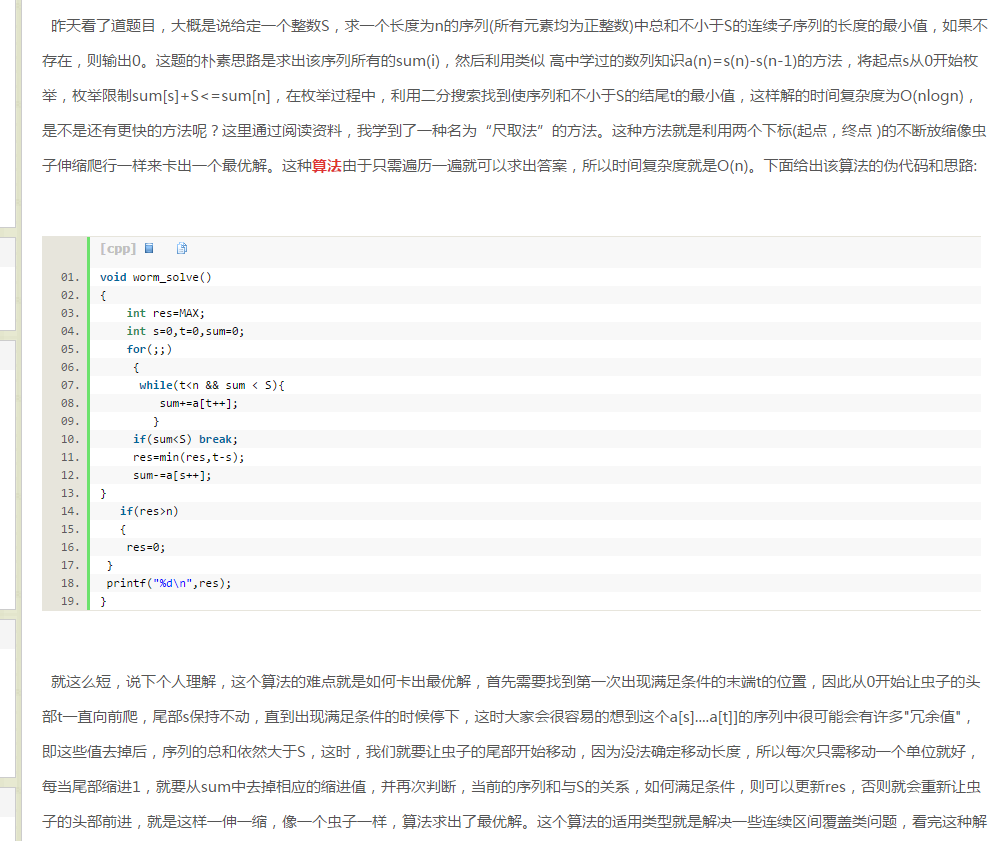 昨天看了道题目，大概是说给定一个整数S，求一个长度为n的序列(所有元素均为正整数)中总和不小于S的连续子序列的长度的最小值，如果不
存在，则输出0。这题的朴素思路是求出该序列所有的sum(i)，然后利用类似 高中学过的数列知识a(n)=s(n)-s(n-1)的方法，将起点s从0开始枚
举，枚举限制sum[s]+S<=sum[n]，在枚举过程中，利用二分搜索找到使序列和不小于S的结尾t的最小值，这样解的时间复杂度为O(nlogn)，
是不是还有更快的方法呢？这里通过阅读资料，我学到了一种名为“尺取法”的方法。这种方法就是利用两个下标(起点，终点 )的不断放缩像虫
子伸缩爬行一样来卡出一个最优解。这种算法由于只需遍历一遍就可以求出答案，所以时间复杂度就是O(n)。下面给出该算法的伪代码和思路:
[cpp]
01. void worm_solve()
02. {
03. int res=MAX;
04. int s=0,t=0,sum=0;
05. for(;;)
06. {
07. while(t<n && sum < S){
08. sum+=a[t++];
09. }
10. if(sum<S) break;
11. res=min(res,t-s);
12. sum-=a[s++];
13. }
14. if(res>n)
15. {
16. res=0;
17. }
18. printf("%d\n",res);
19. }
就这么短，说下个人理解，这个算法的难点就是如何卡出最优解，首先需要找到第一次出现满足条件的末端t的位置，因此从0开始让虫子的头
部t一直向前爬，尾部s保持不动，直到出现满足条件的时候停下，这时大家会很容易的想到这个a[s]....a[t]]的序列中很可能会有许多"冗余值"，
即这些值去掉后，序列的总和依然大于S，这时，我们就要让虫子的尾部开始移动，因为没法确定移动长度，所以每次只需移动一个单位就好，
每当尾部缩进1，就要从sum中去掉相应的缩进值，并再次判断，当前的序列和与S的关系，如何满足条件，则可以更新res，否则就会重新让虫
子的头部前进，就是这样一伸一缩，像一个虫子一样，算法求出了最优解。这个算法的适用类型就是解决一些连续区间覆盖类问题，看完这种解